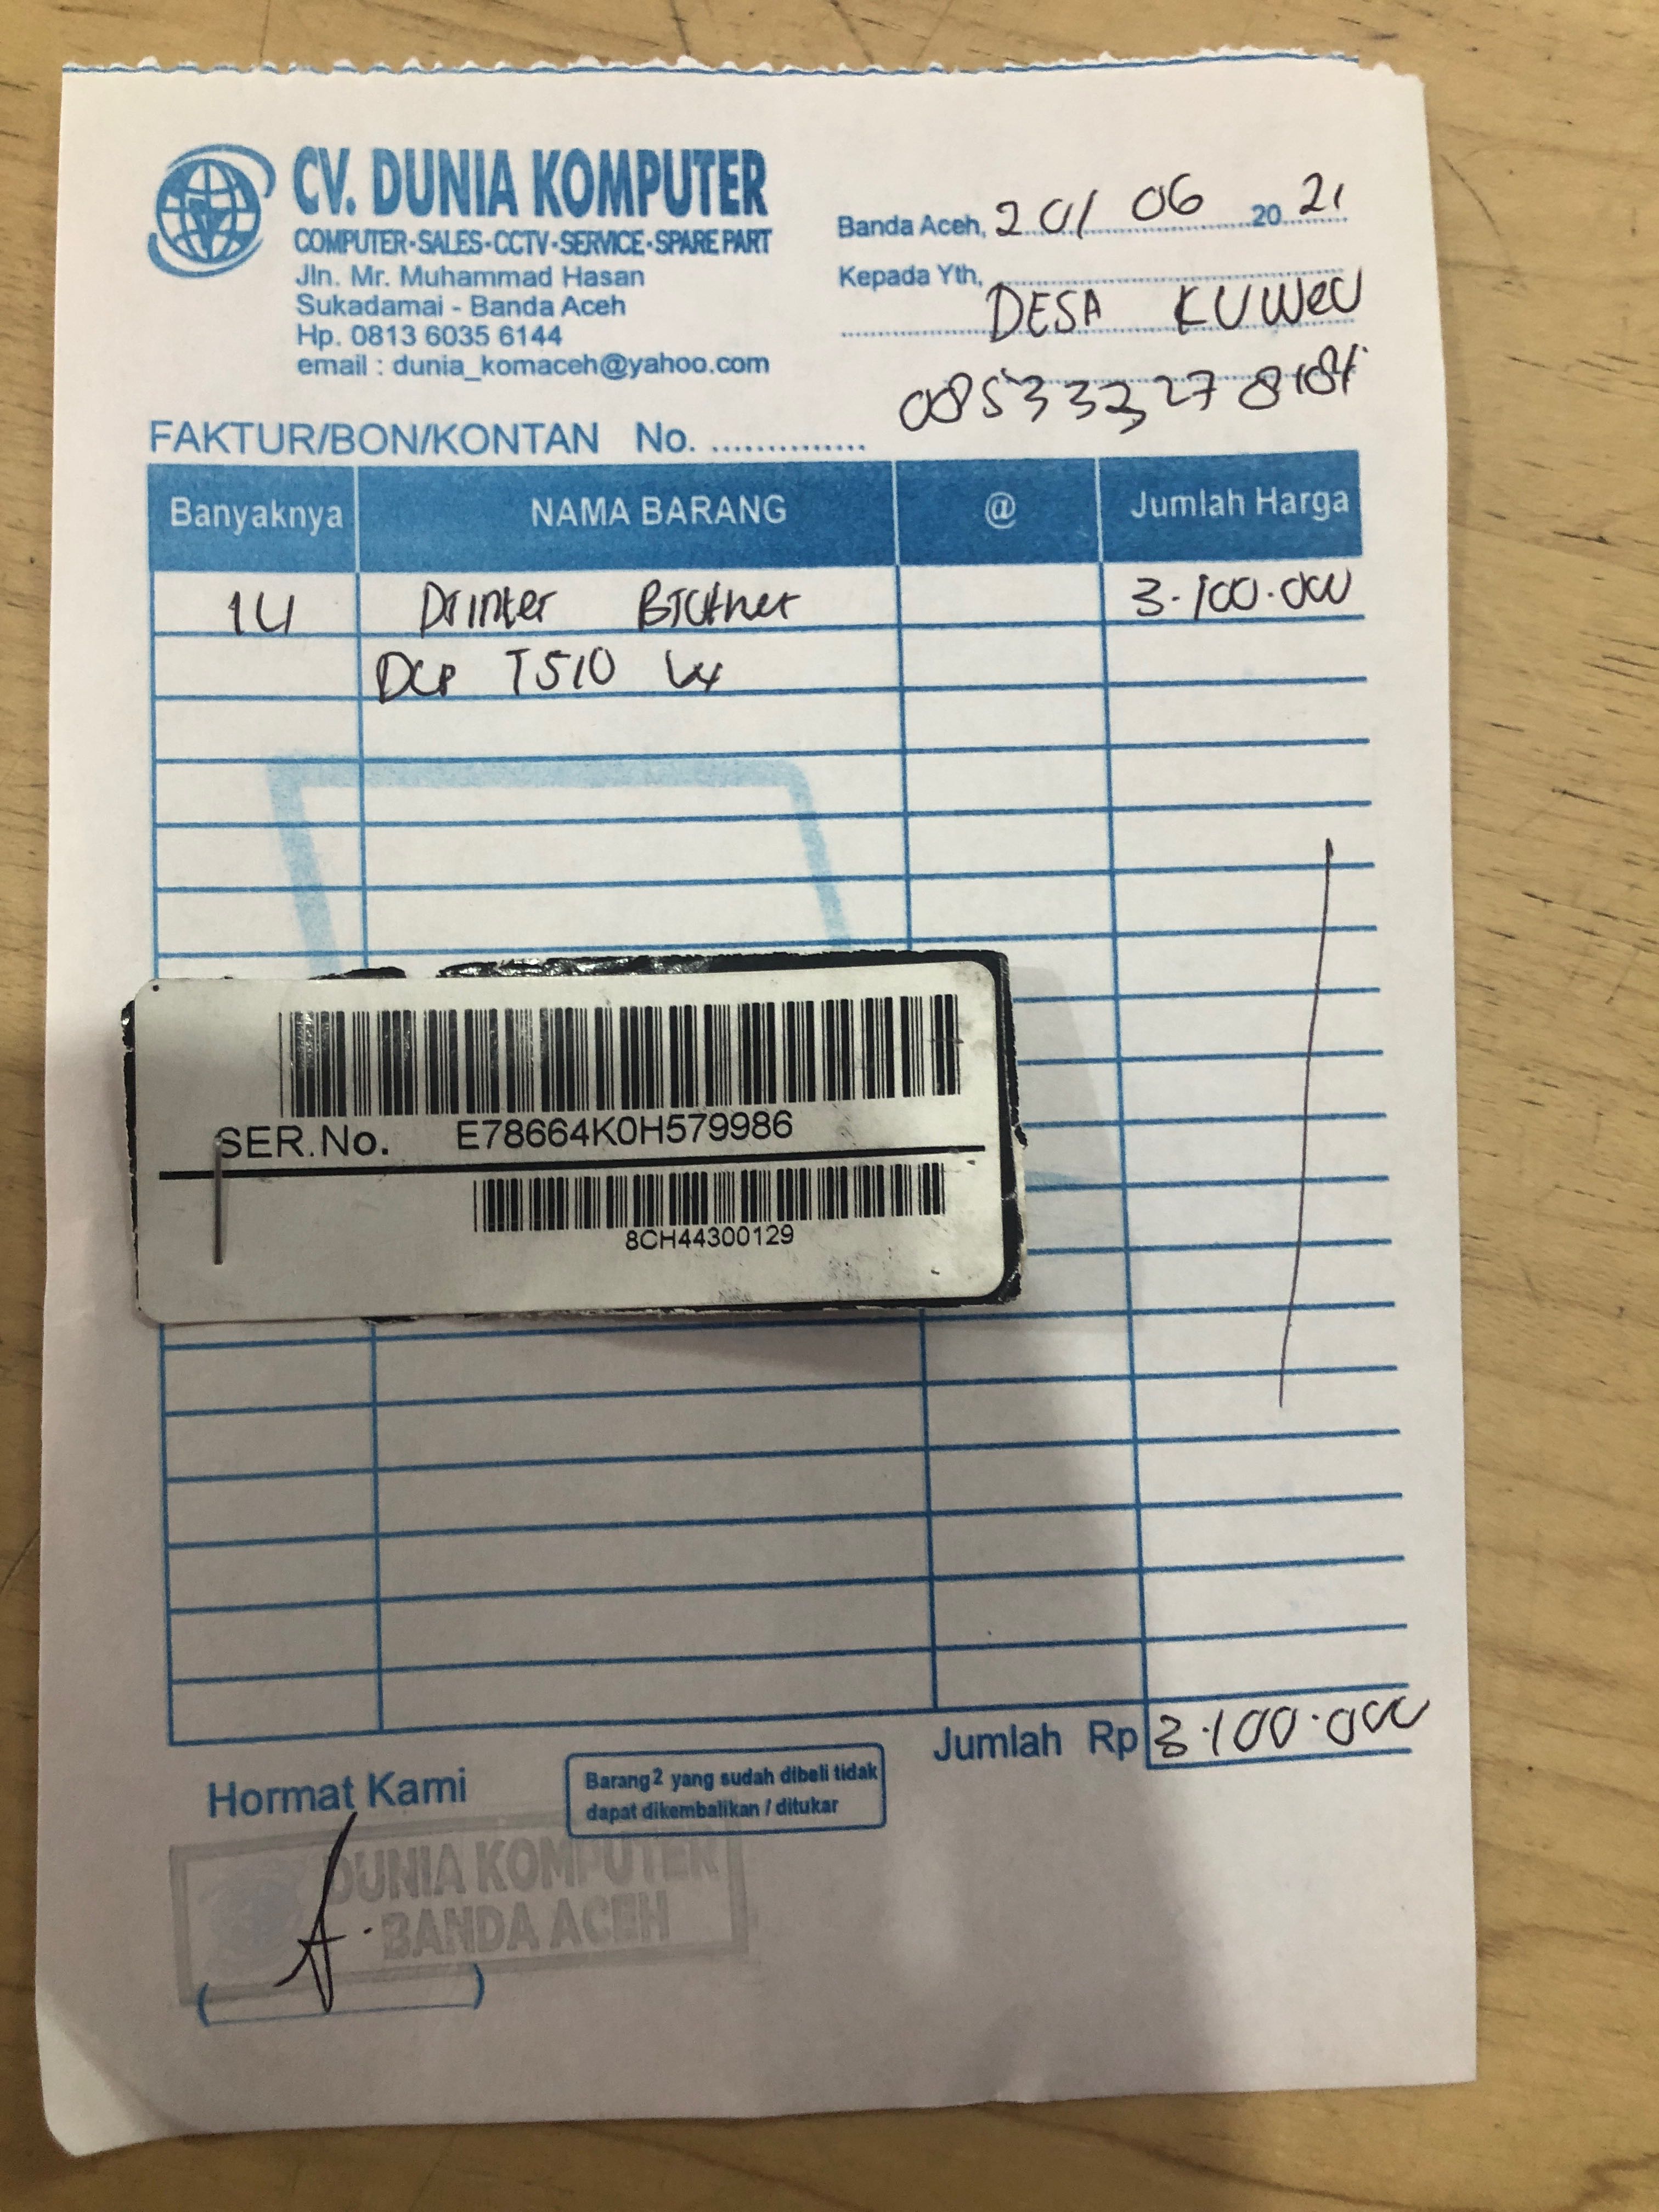 CV. DUNIA KOMPUTER
COMPUTER-SALES-CCTV-SERVICE-SPARE PART
Jln. Mr. Muhammad Hasan
Sukadamai - Banda Aceh
Hp. 0813 6035 6144
email : dunia_komaceh@yahoo.com
Banda Aceh, 20/ 06 20 21
Kepada Yth,
DESA
FAKTUR/BON/KONTAN No. ..............
Banyaknya NAMA BARANG @ Jumlah Harga
1U Printer Brother 3.100.000
DCP T510 W
SER.No. E78664K0H579986
8CH44300129
Jumlah Rp 3.100.000
Hormat Kami
Barang2 yang sudah dibeli tidak
dapat dikembalikan / ditukar
DUNIA KOMPUTER
BANDA ACEH